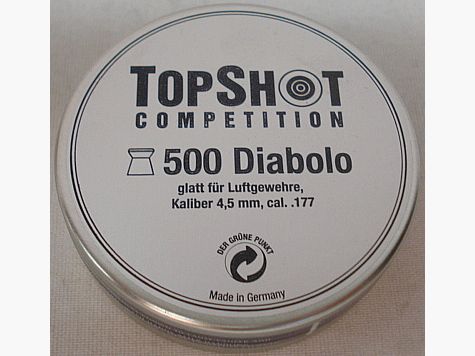 TOPSHOT
COMPETITION
500 Diabolo
glatt für Luftgewehre,
Kaliber 4,5 mm, cal. .177
DER GRÜNE PUNKT
Made in Germany